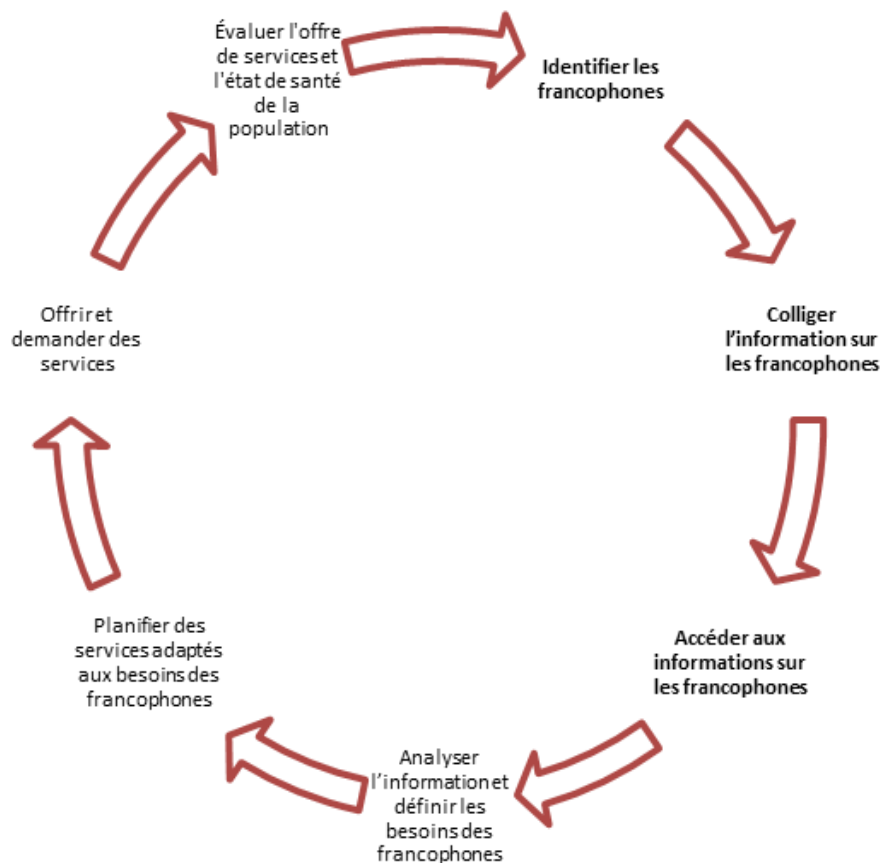 Évaluer l'offre
de services et
l'état de santé
de la
population
Identifier les
francophones
Colliger
l'information sur
les francophones
Accéder aux
informations sur
les francophones
Analyser
l'information et
définir les
besoins des
francophones
Planifier des
services adaptés
aux besoins des
francophones
Offrir et
demander des
services